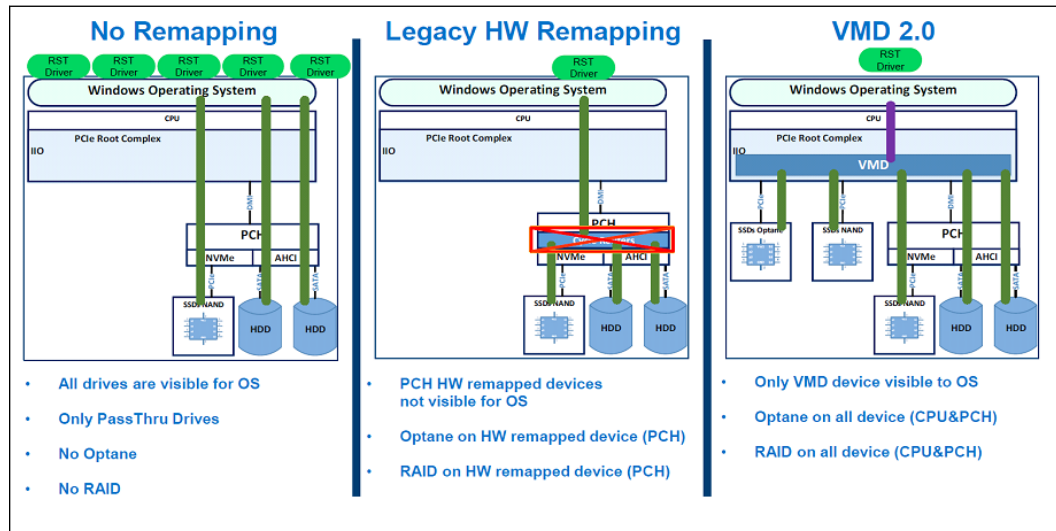 No Remapping
RST
Driver
RST
Driver
RST
Driver
RST
Driver
RST
Driver
Windows Operating System
CPU
PCIe Root Complex
IIO
DMI
PCH
NVMe
AHCI
PCIe
SATA
SATA
SSDs NAND
HDD
HDD
• All drives are visible for OS
• Only PassThru Drives
• No Optane
• No RAID
Legacy HW Remapping
RST
Driver
Windows Operating System
CPU
PCIe Root Complex
IIO
DMI
PCH
NVMe
AHCI
PCIe
SATA
SATA
SSDs NAND
HDD
HDD
• PCH HW remapped devices
not visible for OS
• Optane on HW remapped device (PCH)
• RAID on HW remapped device (PCH)
VMD 2.0
RST
Driver
Windows Operating System
CPU
PCIe Root Complex
IIO
VMD
PCIe
PCIe
DMI
SSDs Optane
SSDs NAND
PCH
NVMe
AHCI
PCIe
SATA
SATA
SSDs NAND
HDD
HDD
• Only VMD device visible to OS
• Optane on all device (CPU&PCH)
• RAID on all device (CPU&PCH)